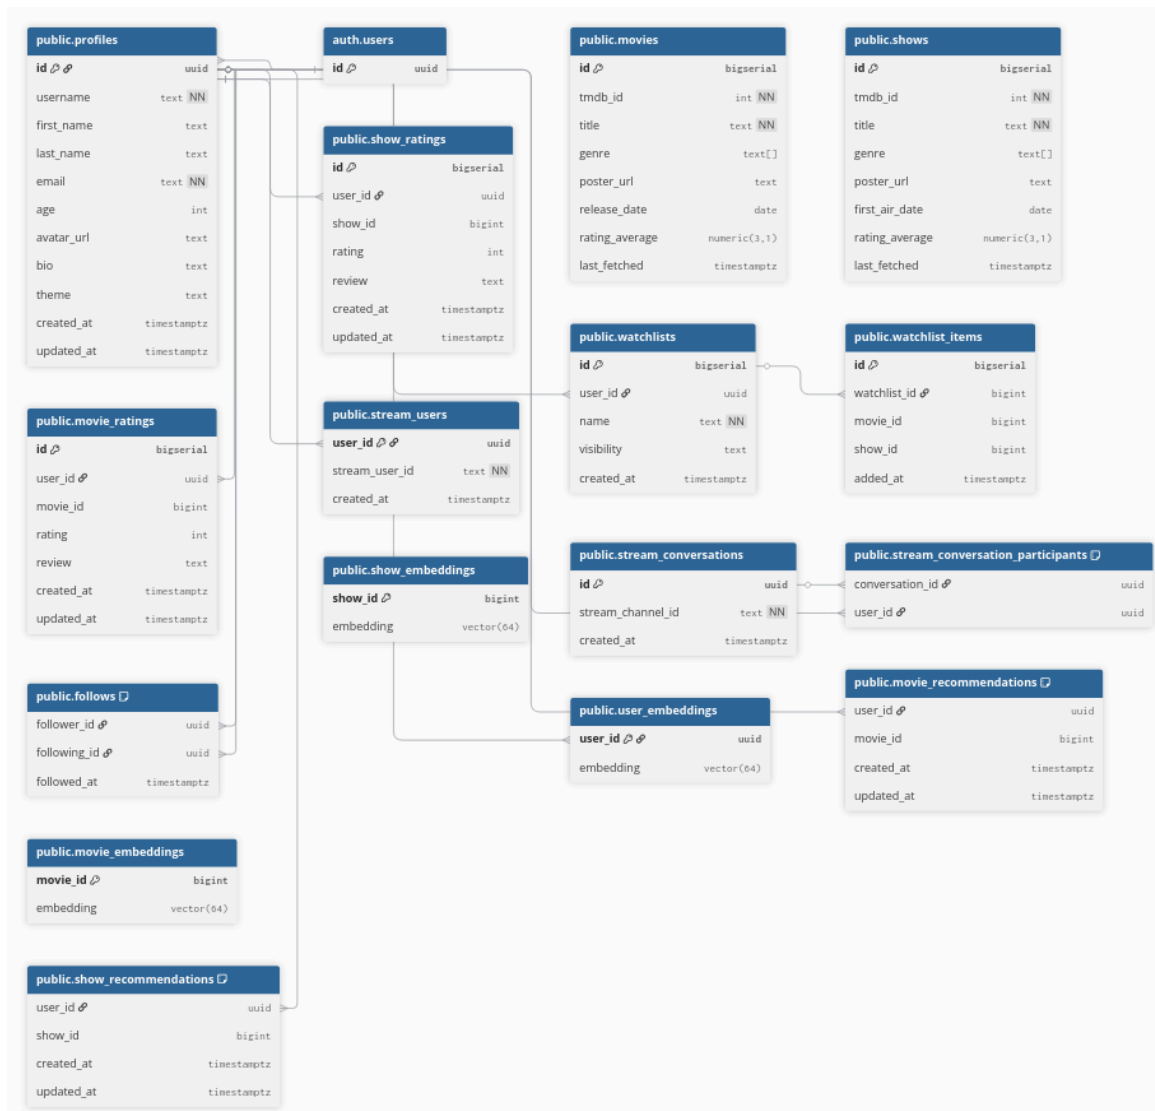 public.profiles
id uuid
username text NN
first_name text
last_name text
email text NN
age int
avatar_url text
bio text
theme text
created_at timestamptz
updated_at timestamptz
auth.users
id uuid
public.movies
id bigserial
tmdb_id int NN
title text NN
genre text[]
poster_url text
release_date date
rating_average numeric(3,1)
last_fetched timestamptz
public.shows
id bigserial
tmdb_id int NN
title text NN
genre text[]
poster_url text
first_air_date date
rating_average numeric(3,1)
last_fetched timestamptz
public.show_ratings
id bigserial
user_id uuid
show_id bigint
rating int
review text
created_at timestamptz
updated_at timestamptz
public.watchlists
id bigserial
user_id uuid
name text NN
visibility text
created_at timestamptz
public.watchlist_items
id bigserial
watchlist_id bigint
movie_id bigint
show_id bigint
added_at timestamptz
public.movie_ratings
id bigserial
user_id uuid
movie_id bigint
rating int
review text
created_at timestamptz
updated_at timestamptz
public.stream_users
user_id uuid
stream_user_id text NN
created_at timestamptz
public.stream_conversations
id uuid
stream_channel_id text NN
created_at timestamptz
public.stream_conversation_participants
conversation_id uuid
user_id uuid
public.show_embeddings
show_id bigint
embedding vector(64)
public.follows
follower_id uuid
following_id uuid
followed_at timestamptz
public.user_embeddings
user_id uuid
embedding vector(64)
public.movie_recommendations
user_id uuid
movie_id bigint
created_at timestamptz
updated_at timestamptz
public.movie_embeddings
movie_id bigint
embedding vector(64)
public.show_recommendations
user_id uuid
show_id bigint
created_at timestamptz
updated_at timestamptz